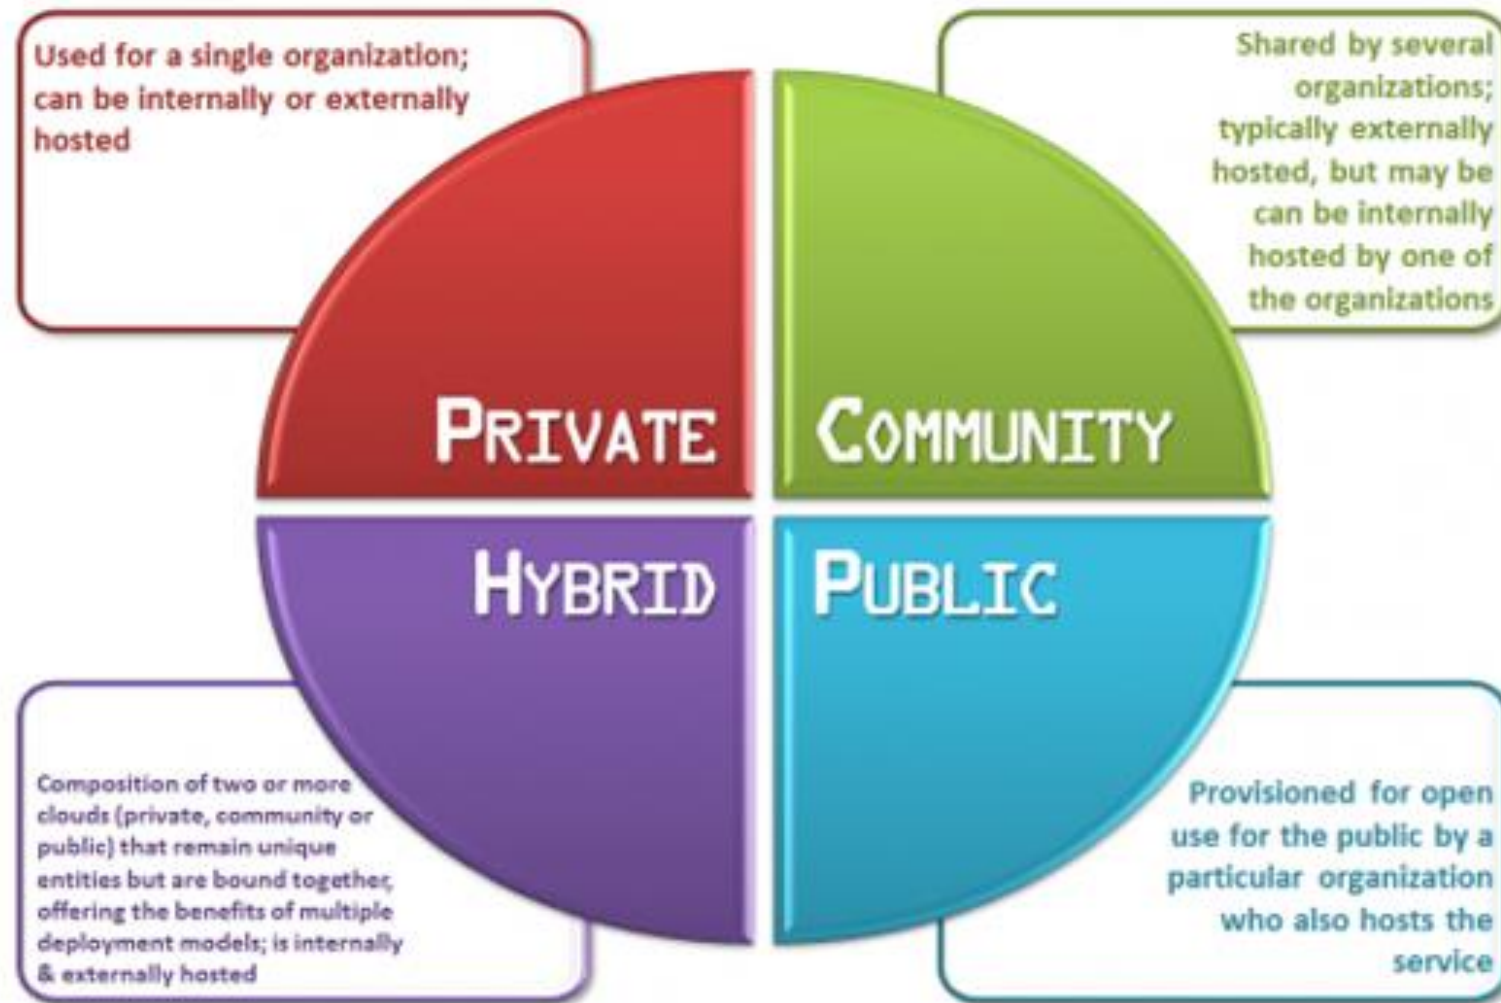 Used for a single organization;
can be internally or externally
hosted
Shared by several
organizations;
typically externally
hosted, but may be
can be internally
hosted by one of
the organizations
PRIVATE
COMMUNITY
HYBRID
PUBLIC
Composition of two or more
clouds (private, community or
public) that remain unique
entities but are bound together,
offering the benefits of multiple
deployment models; is internally
& externally hosted
Provisioned for open
use for the public by a
particular organization
who also hosts the
service